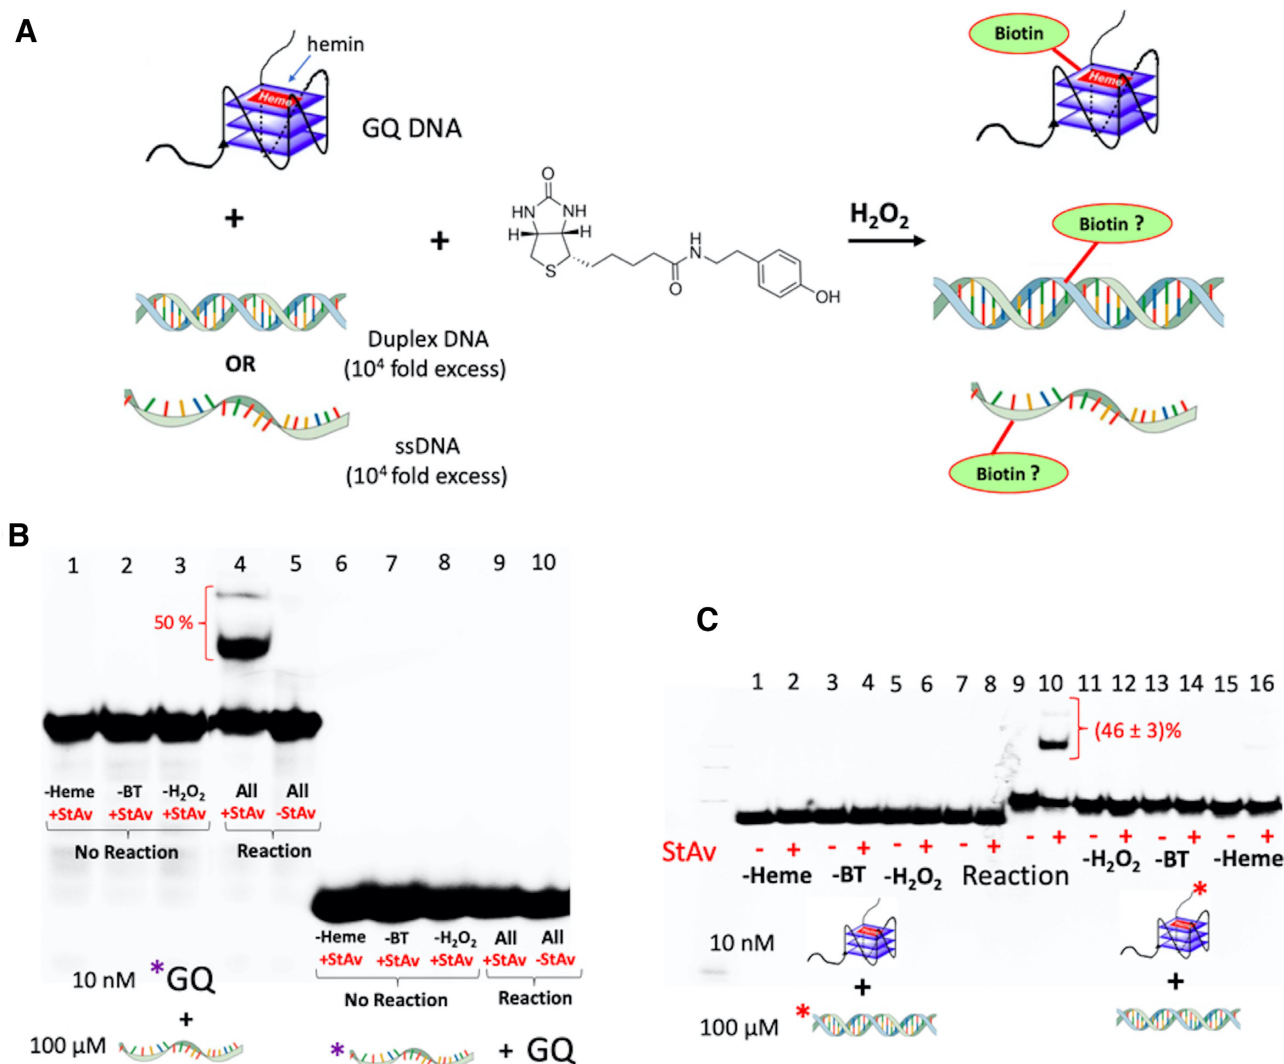 A
hemin
Heme
GQ DNA
+
+
Duplex DNA
(10⁴ fold excess)
OR
ssDNA
(10⁴ fold excess)
O
HN NH
H H
S
H
N
O
OH
H₂O₂
Biotin
Heme
Biotin ?
Biotin ?
B
1 2 3 4 5 6 7 8 9 10
50 %
-Heme -BT -H₂O₂ All All
+StAv +StAv +StAv +StAv -StAv
No Reaction Reaction
-Heme -BT -H₂O₂ All All
+StAv +StAv +StAv +StAv -StAv
No Reaction Reaction
10 nM *GQ
+
100 µM
* + GQ
C
1 2 3 4 5 6 7 8 9 10 11 12 13 14 15 16
(46 ± 3)%
StAv - + - + - + - + - + - + - + - +
-Heme -BT -H₂O₂ Reaction -H₂O₂ -BT -Heme
*
10 nM
+ +
*
100 µM